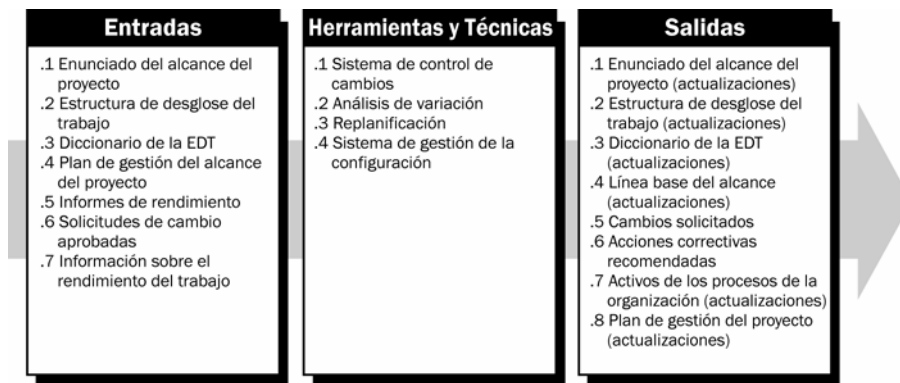 Entradas
.1 Enunciado del alcance del
proyecto
.2 Estructura de desglose del
trabajo
.3 Diccionario de la EDT
.4 Plan de gestión del alcance
del proyecto
.5 Informes de rendimiento
.6 Solicitudes de cambio
aprobadas
.7 Información sobre el
rendimiento del trabajo
Herramientas y Técnicas
.1 Sistema de control de
cambios
.2 Análisis de variación
.3 Replanificación
.4 Sistema de gestión de la
configuración
Salidas
.1 Enunciado del alcance del
proyecto (actualizaciones)
.2 Estructura de desglose del
trabajo (actualizaciones)
.3 Diccionario de la EDT
(actualizaciones)
.4 Línea base del alcance
(actualizaciones)
.5 Cambios solicitados
.6 Acciones correctivas
recomendadas
.7 Activos de los procesos de la
organización (actualizaciones)
.8 Plan de gestión del proyecto
(actualizaciones)